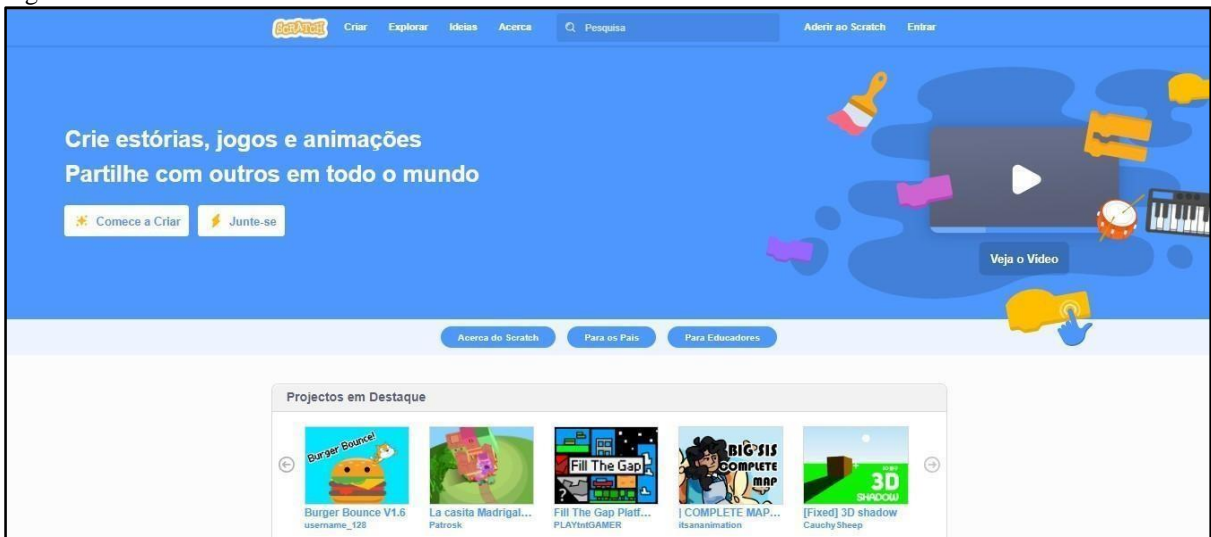 SCRATCH Criar Explorar Ideias Acerca Pesquisa Aderir ao Scratch Entrar
Crie estórias, jogos e animações
Partilhe com outros em todo o mundo
Comece a Criar Junte-se
Veja o Video
Acerca do Scratch Para os Pais Para Educadores
Projectos em Destaque
Burger Bounce!
Fill The Gap
BIG SIS
COMPLETE
MAP
3D
SHADOW
Burger Bounce V1.6 La casita Madrigal... Fill The Gap Platf... | COMPLETE MAP... [Fixed] 3D shadow
username_128 Patrosk PLAYtntGAMER itsananimation CauchySheep